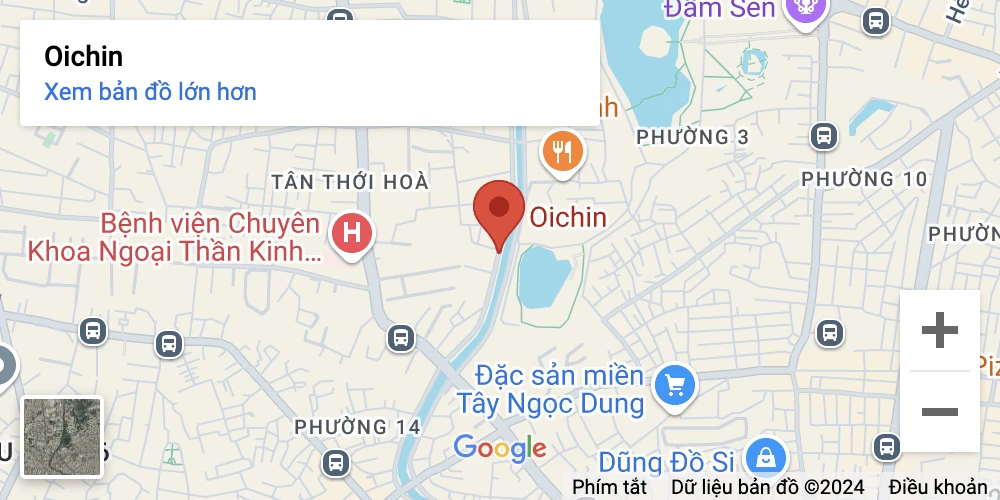 Đầm Sen
Oichin
Xem bản đồ lớn hơn
PHƯỜNG 3
TÂN THỚI HOÀ
PHƯỜNG 10
Bệnh viện Chuyên
Khoa Ngoại Thần Kinh...
Oichin
Đặc sản miền
Tây Ngọc Dung
PHƯỜNG 14
Google
Dũng Đồ Si
Phím tắt
Dữ liệu bản đồ ©2024
Điều khoản